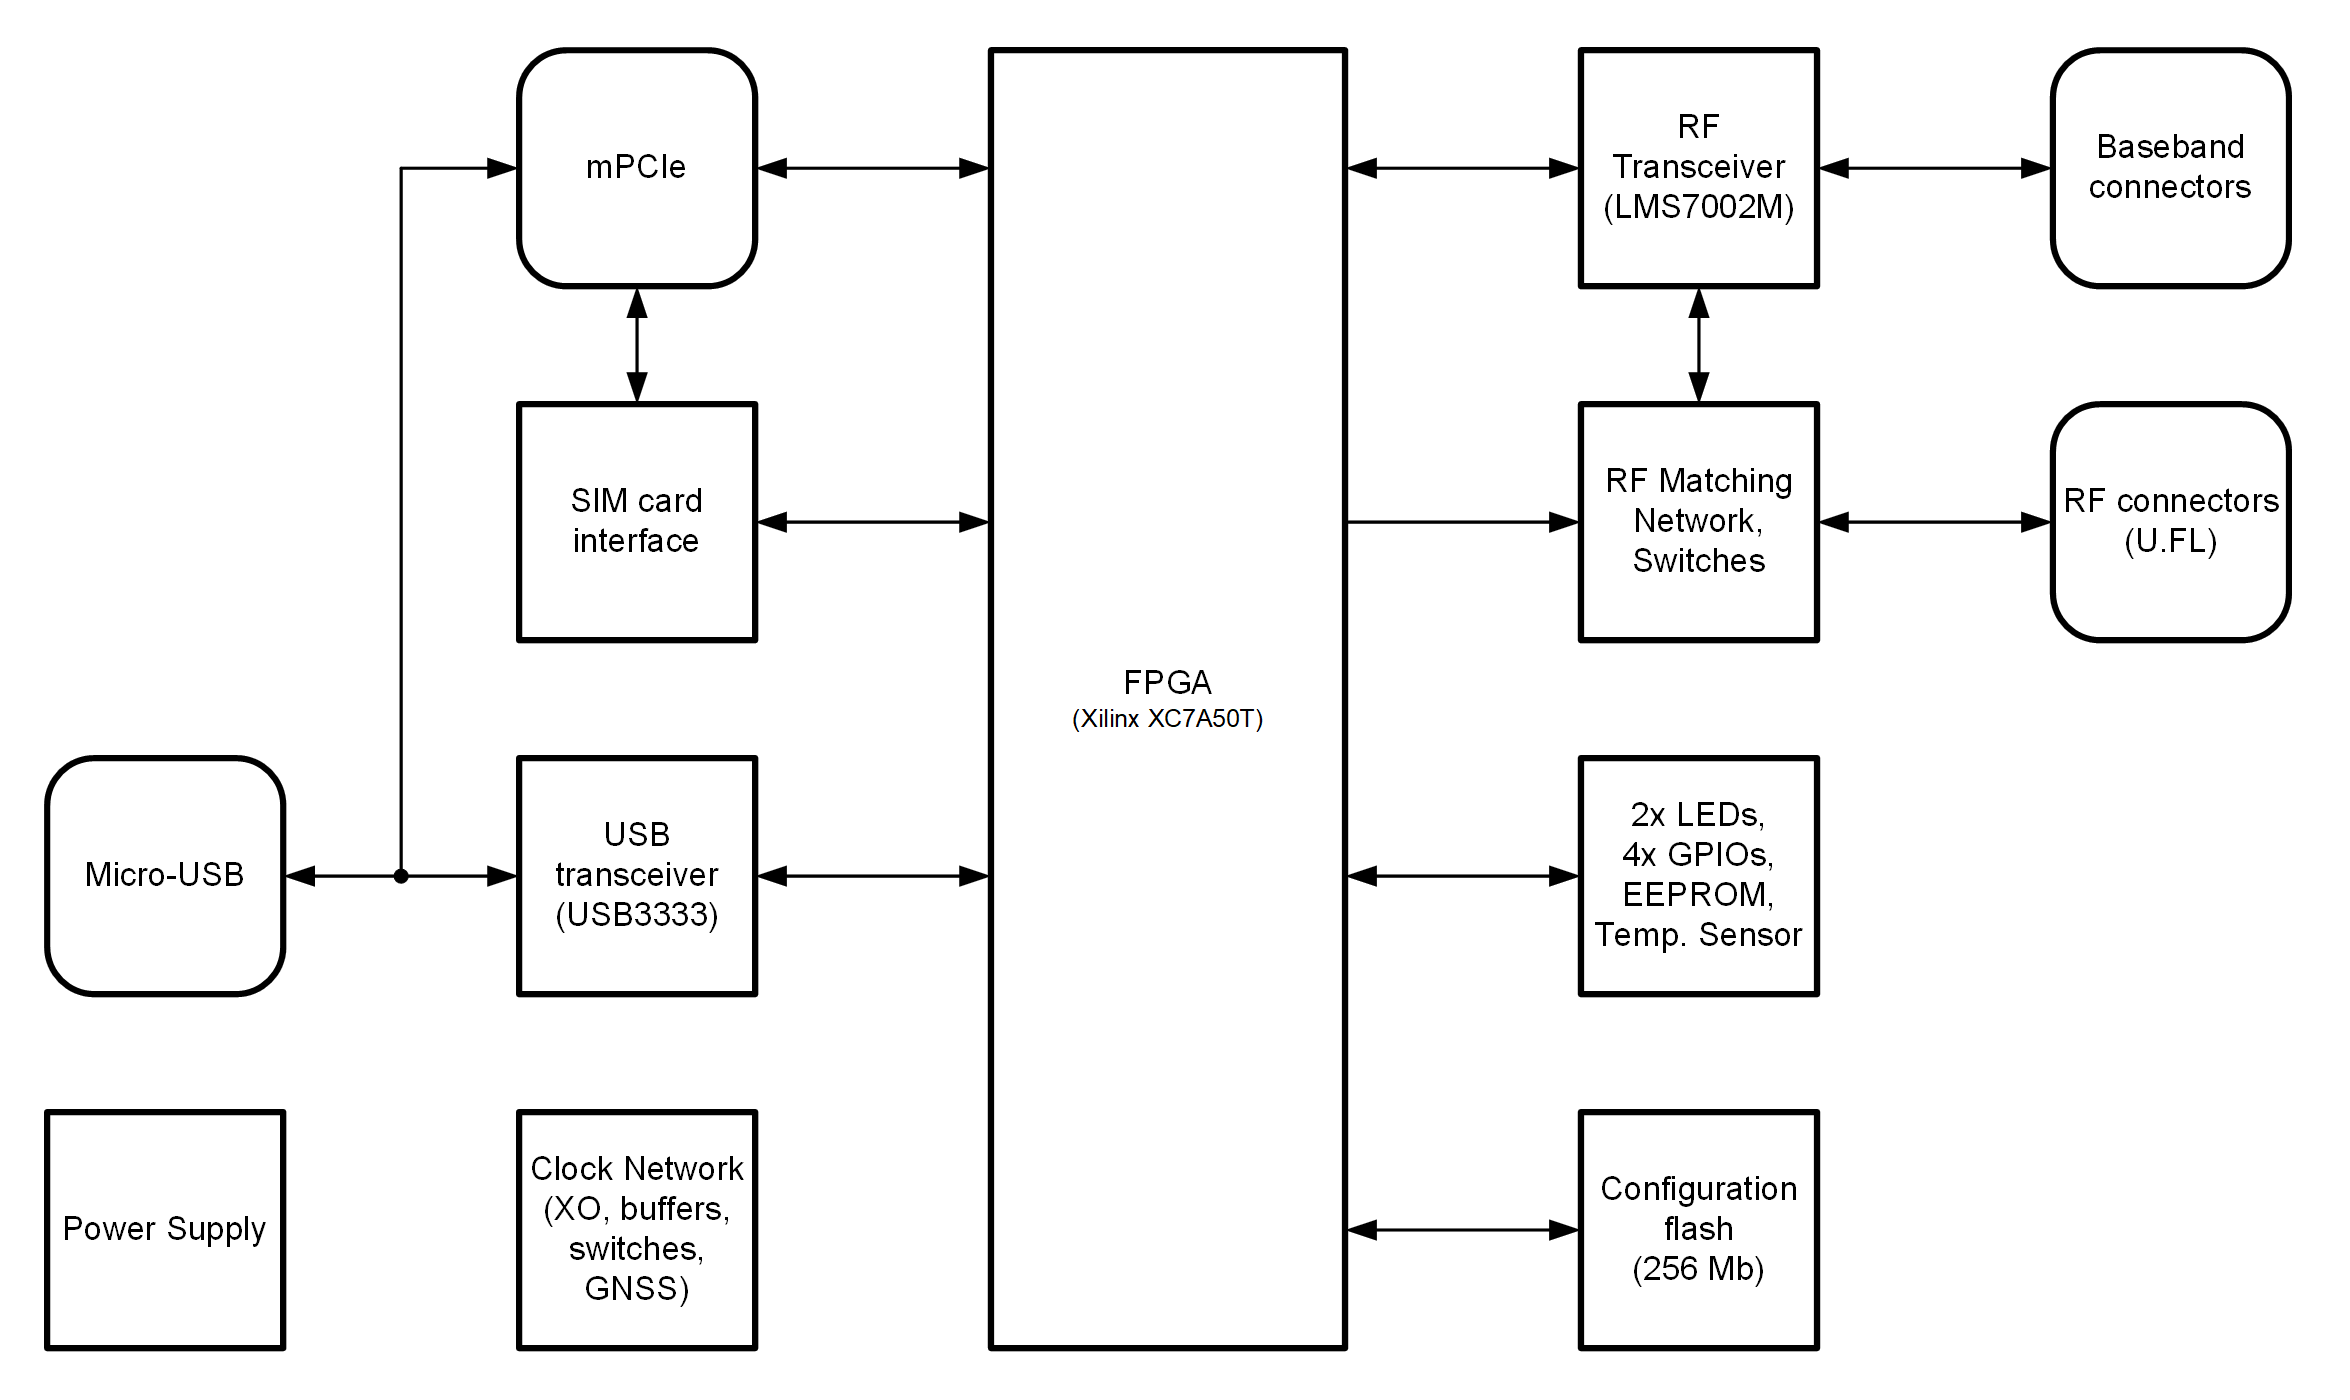 mPCIe
RF
Transceiver
(LMS7002M)
Baseband
connectors
SIM card
interface
RF Matching
Network,
Switches
RF connectors
(U.FL)
FPGA
(Xilinx XC7A50T)
Micro-USB
USB
transceiver
(USB3333)
2x LEDs,
4x GPIOs,
EEPROM,
Temp. Sensor
Power Supply
Clock Network
(XO, buffers,
switches,
GNSS)
Configuration
flash
(256 Mb)